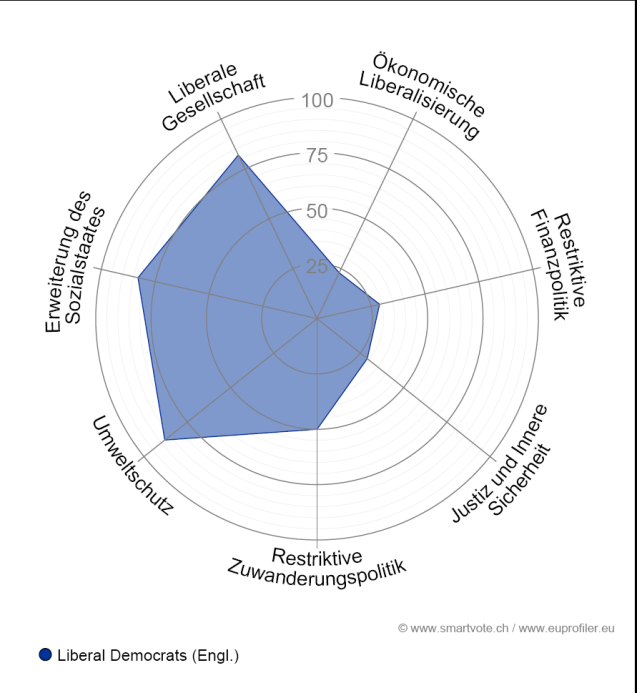 Liberale
Gesellschaft
Ökonomische
Liberalisierung
100
75
50
25
Restriktive
Finanzpolitik
Erweiterung des
Sozialstaates
Umweltschutz
Justiz und Innere
Sicherheit
Restriktive
Zuwanderungspolitik
© www.smartvote.ch / www.euprofiler.eu
Liberal Democrats (Engl.)